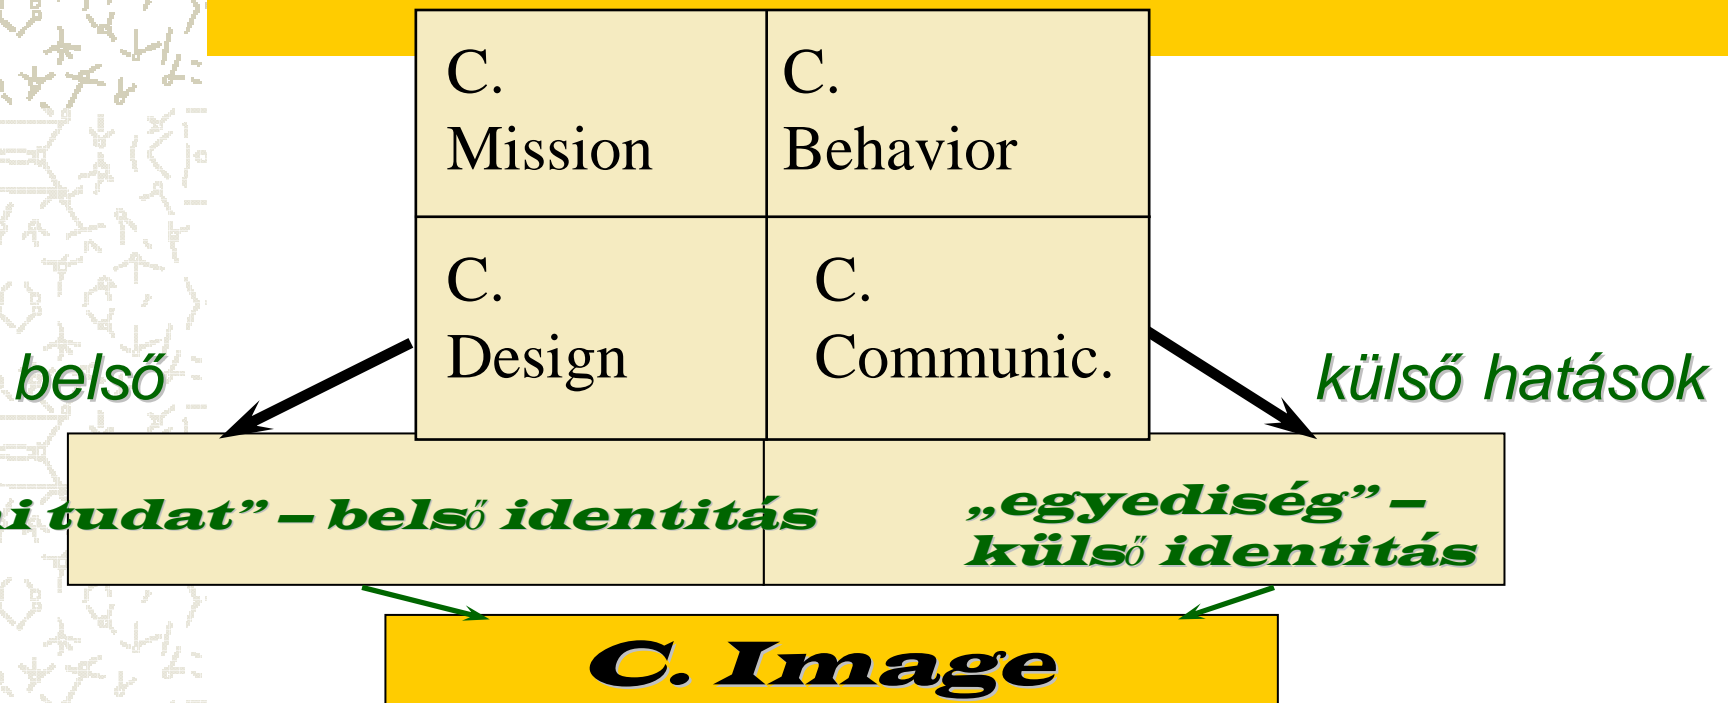 C.
Mission
C.
Behavior
C.
Design
C.
Communic.
belső
külső hatások
tudat” – belső identitás
„egyediség” –
külső identitás
C. Image